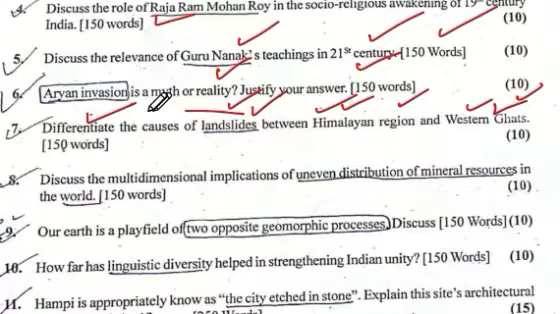 4. Discuss the role of Raja Ram Mohan Roy in the socio-religious awakening of 19th century
India. [150 words] (10)
5. Discuss the relevance of Guru Nanak's teachings in 21St century. [150 words] (10)
6. Aryan invasion is a myth or reality? Justify your answer. [150 words] (10)
7. Differentiate the causes of landslides between Himalayan region and Western Ghats.
[150 words] (10)
8. Discuss the multidimensional implications of uneven distribution of mineral resources in
the world. [150 words] (10)
9. Our earth is a playfield of two opposite geomorphic processes. Discuss [150 Words] (10)
10. How far has linguistic diversity helped in strengthening Indian unity? [150 Words] (10)
11. Hampi is appropriately know as “the city etched in stone”. Explain this site's architectural
(15)